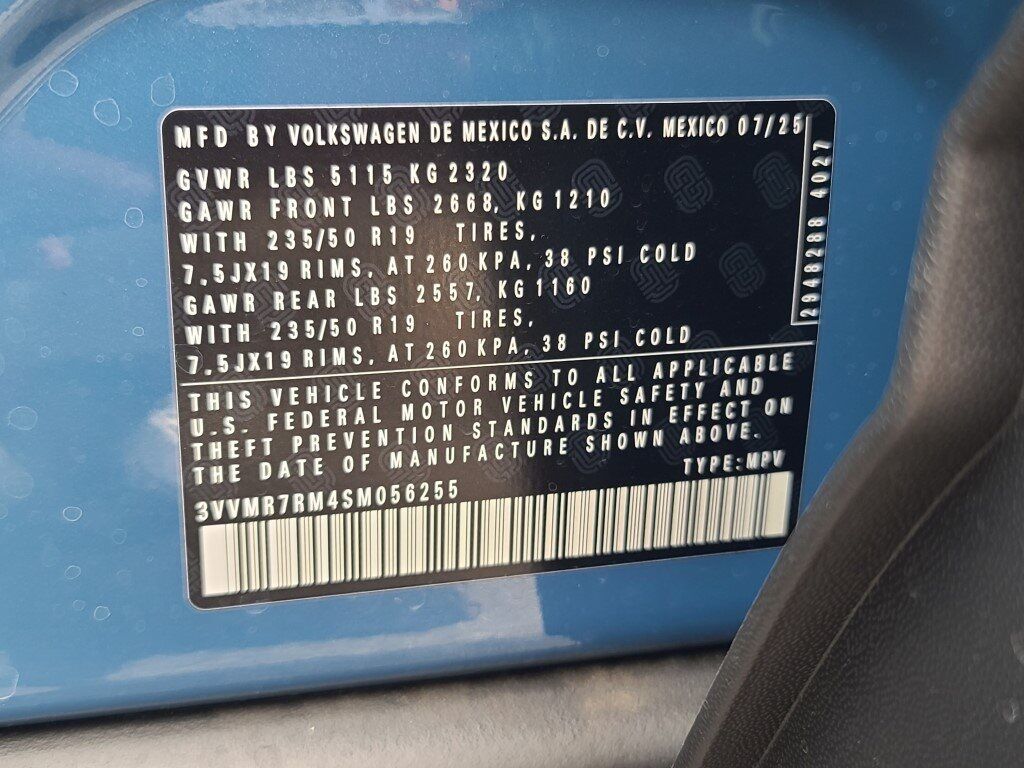 MFD BY VOLKSWAGEN DE MEXICO S.A. DE C.V. MEXICO 07/25
GVWR LBS 5115 KG 2320
GAWR FRONT LBS 2668, KG 1210
WITH 235/50 R19 TIRES,
7.5JX19 RIMS, AT 260 KPA, 38 PSI COLD
GAWR REAR LBS 2557, KG 1160
WITH 235/50 R19 TIRES,
7.5JX19 RIMS, AT 260 KPA, 38 PSI COLD
2948288 4027
THIS VEHICLE CONFORMS TO ALL APPLICABLE
U.S. FEDERAL MOTOR VEHICLE SAFETY AND
THEFT PREVENTION STANDARDS IN EFFECT ON
THE DATE OF MANUFACTURE SHOWN ABOVE.
TYPE:MPV
3VVMR7RM4SM056255